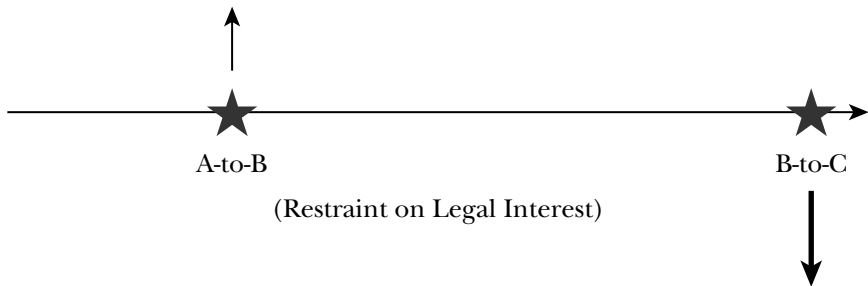 A-to-B
B-to-C
(Restraint on Legal Interest)